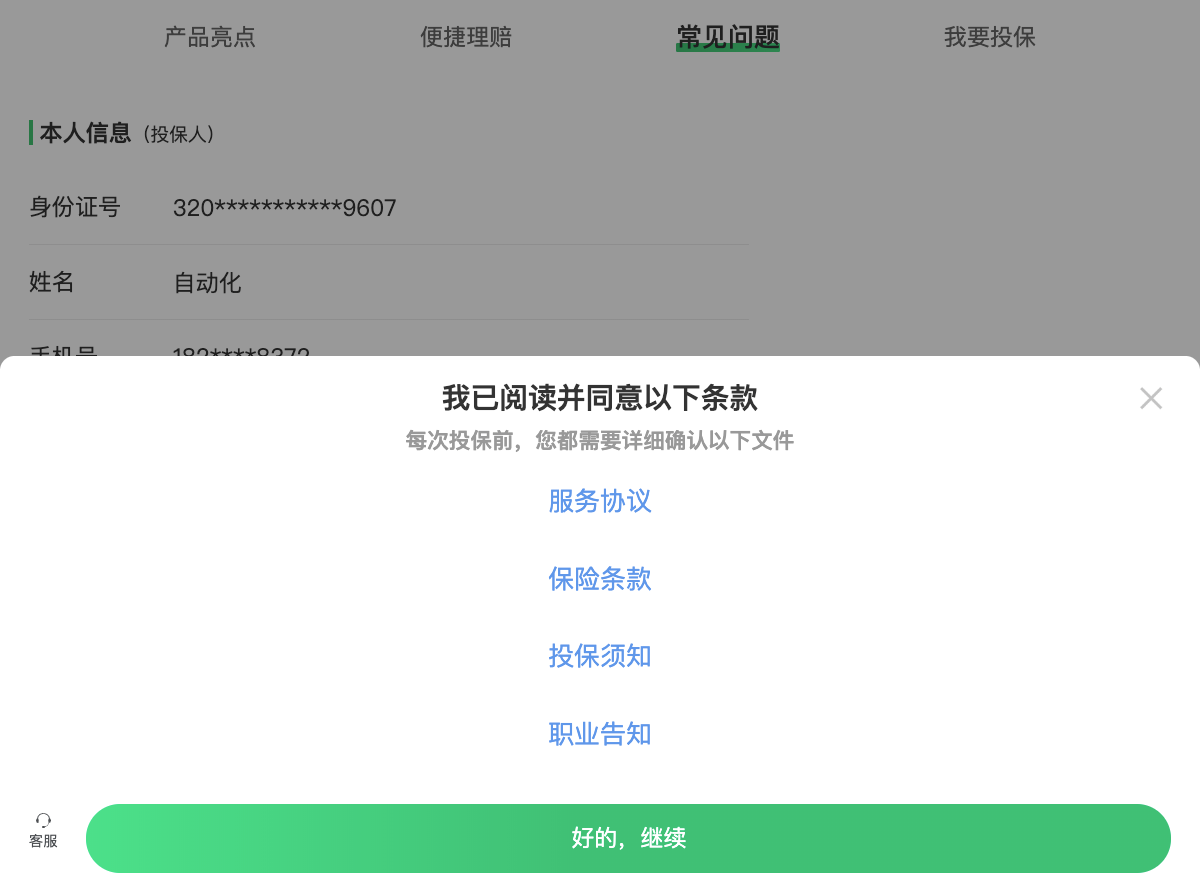 产品亮点 便捷理赔 常见问题 我要投保
本人信息（投保人）
身份证号 320***********9607
姓名 自动化
手机号 182****8372
我已阅读并同意以下条款
每次投保前，您都需要详细确认以下文件
服务协议
保险条款
投保须知
职业告知
客服
好的，继续